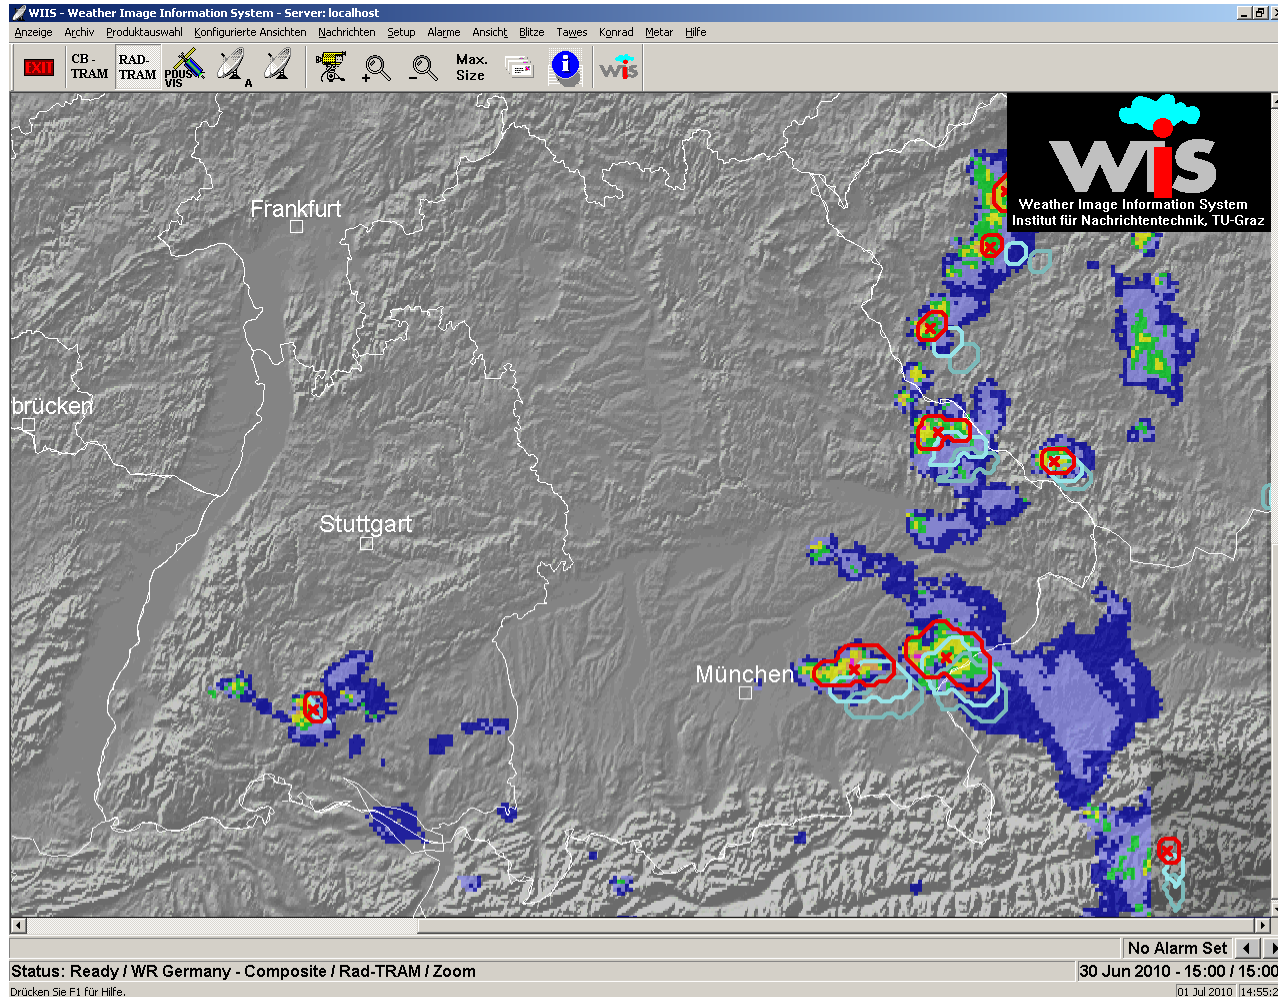 WIIS - Weather Image Information System - Server: localhost
Anzeige Archiv Produktauswahl Konfigurierte Ansichten Nachrichten Setup Alarme Ansicht Blitze Tawes Konrad Metar Hilfe
EXIT CB - TRAM RAD- TRAM PDUS VIS A Max. Size i wis
WiS
Weather Image Information System
Institut für Nachrichtentechnik, TU-Graz
Frankfurt
brücken
Stuttgart
München
No Alarm Set
Status: Ready / WR Germany - Composite / Rad-TRAM / Zoom 30 Jun 2010 - 15:00 / 15:00
Drücken Sie F1 für Hilfe. 01 Jul 2010 14:55:2